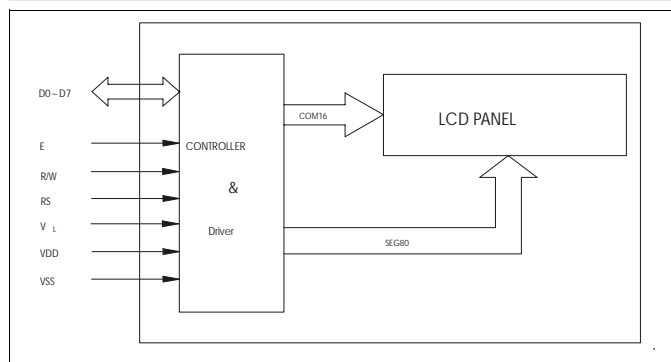 D0~D7
E
R/W
RS
V L
VDD
VSS
CONTROLLER
&
Driver
COM16
SEG80
LCD PANEL